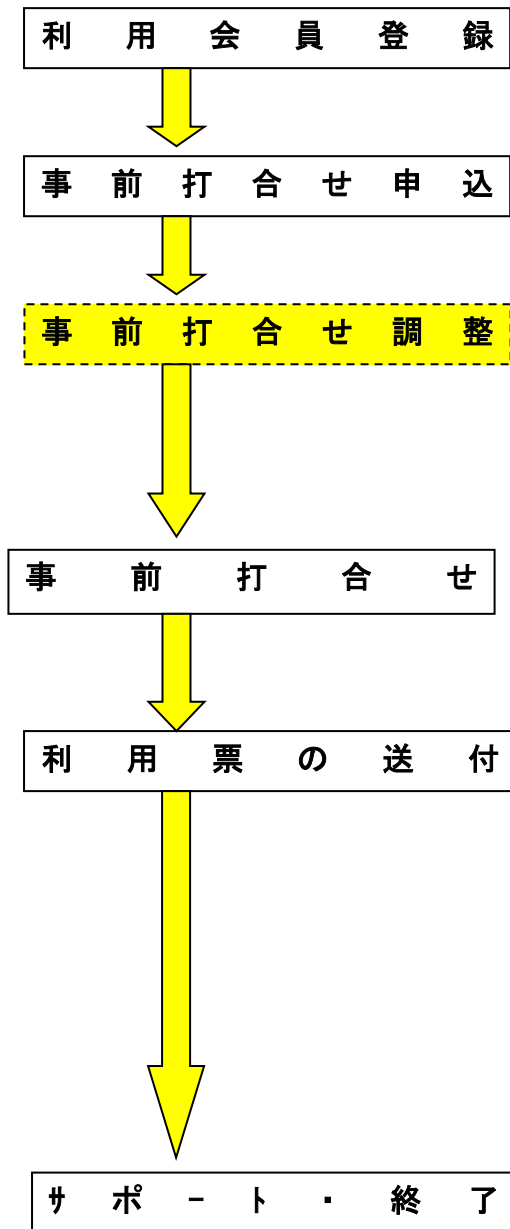 利用会員登録
事前打合せ申込
事前打合せ調整
事前打合せ
利用票の送付
サポート・終了